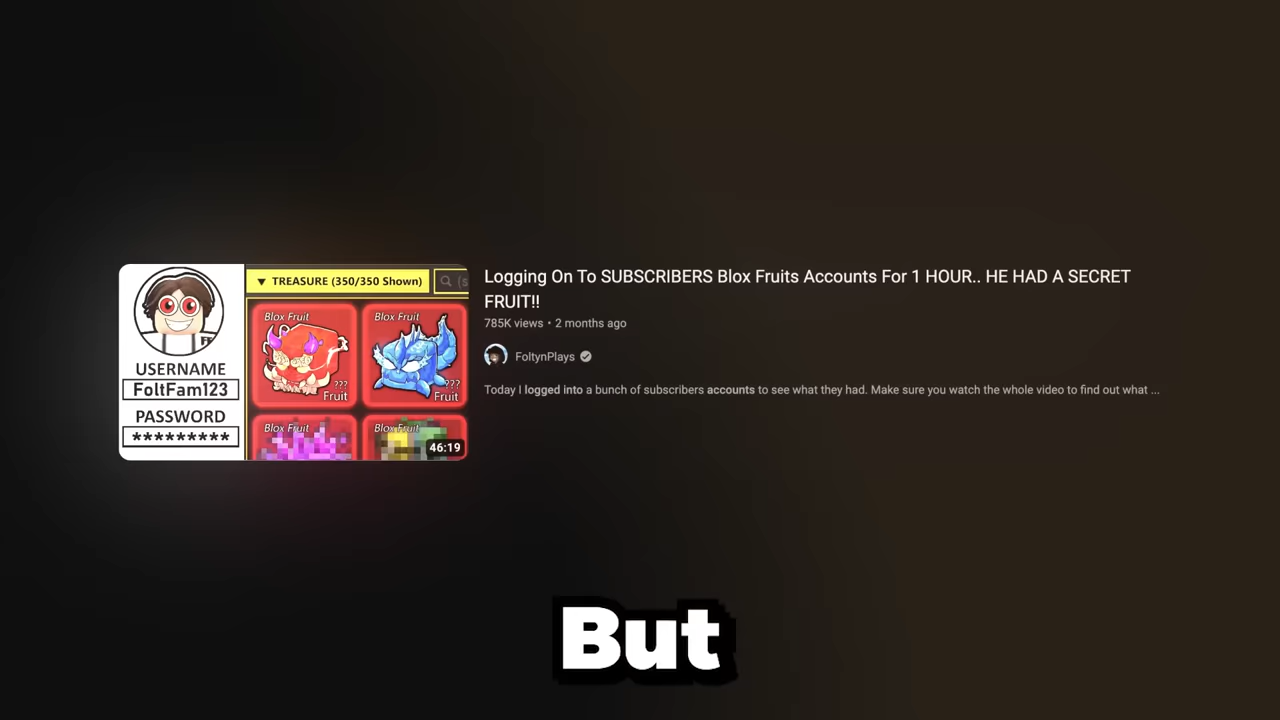 USERNAME
FoltFam123
PASSWORD
*********
▼ TREASURE (350/350 Shown)
Blox Fruit
???
Fruit
Blox Fruit
???
Fruit
Blox Fruit
Blox Fruit
46:19
Logging On To SUBSCRIBERS Blox Fruits Accounts For 1 HOUR.. HE HAD A SECRET
FRUIT!!
785K views • 2 months ago
FoltynPlays
Today I logged into a bunch of subscribers accounts to see what they had. Make sure you watch the whole video to find out what ...
But